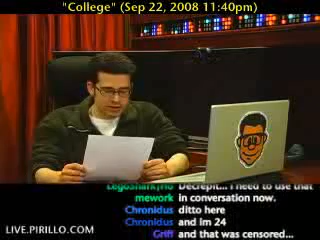 "College" (Sep 22, 2008 11:40pm)
Decrepit... I need to use that
mework in conversation now.
Chronidus ditto here
Chronidus and im 24
Griff and that was censored...
LIVE.PIRILLO.COM